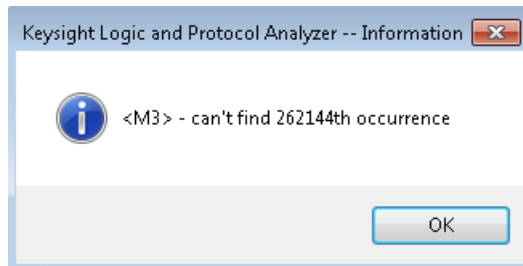 Keysight Logic and Protocol Analyzer -- Information
<M3> - can't find 262144th occurrence
OK